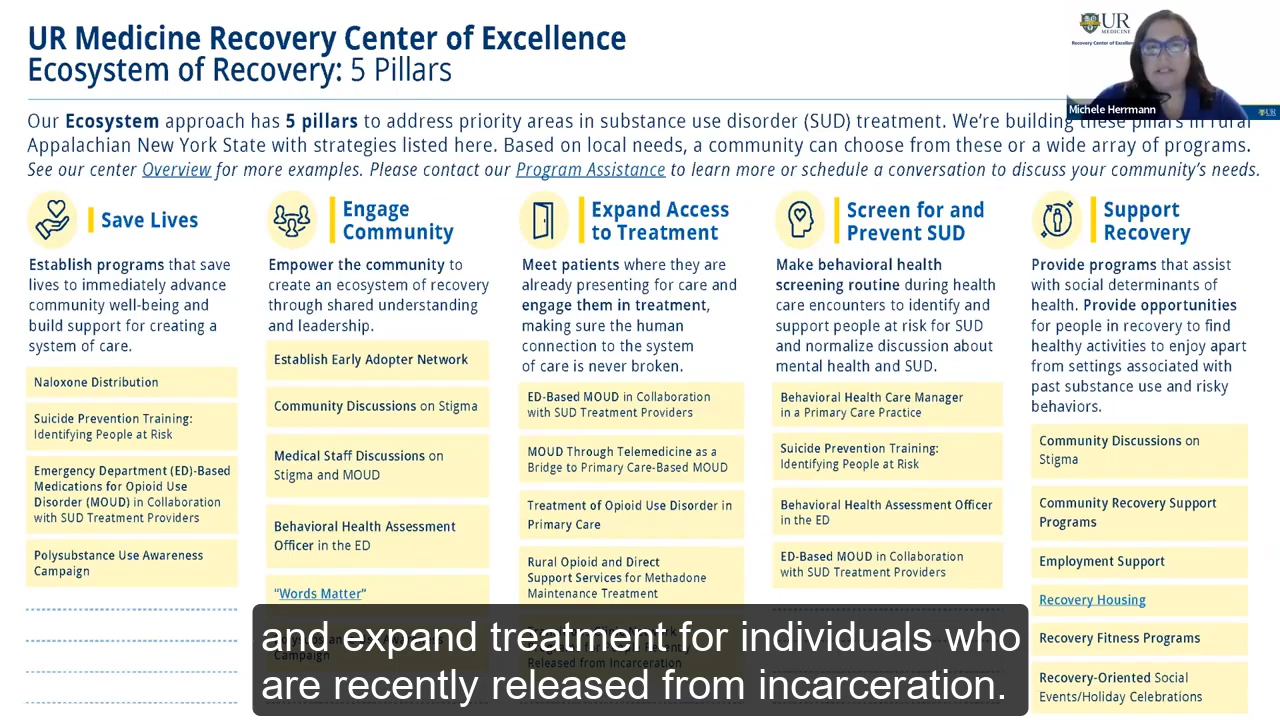 UR Medicine Recovery Center of Excellence
Ecosystem of Recovery: 5 Pillars
UR
MEDICINE
Recovery Center of Excellen
Michele Herrmann
UR
Our Ecosystem approach has 5 pillars to address priority areas in substance use disorder (SUD) treatment. We’re building these pillars in rural
Appalachian New York State with strategies listed here. Based on local needs, a community can choose from these or a wide array of programs.
See our center Overview for more examples. Please contact our Program Assistance to learn more or schedule a conversation to discuss your community’s needs.
Save Lives
Establish programs that save
lives to immediately advance
community well-being and
build support for creating a
system of care.
Naloxone Distribution
Suicide Prevention Training:
Identifying People at Risk
Emergency Department (ED)-Based
Medications for Opioid Use
Disorder (MOUD) in Collaboration
with SUD Treatment Providers
Polysubstance Use Awareness
Campaign
Engage
Community
Empower the community to
create an ecosystem of recovery
through shared understanding
and leadership.
Establish Early Adopter Network
Community Discussions on Stigma
Medical Staff Discussions on
Stigma and MOUD
Behavioral Health Assessment
Officer in the ED
“Words Matter”
Campaign
Expand Access
to Treatment
Meet patients where they are
already presenting for care and
engage them in treatment,
making sure the human
connection to the system
of care is never broken.
ED-Based MOUD in Collaboration
with SUD Treatment Providers
MOUD Through Telemedicine as a
Bridge to Primary Care-Based MOUD
Treatment of Opioid Use Disorder in
Primary Care
Rural Opioid and Direct
Support Services for Methadone
Maintenance Treatment
Released from Incarceration
Screen for and
Prevent SUD
Make behavioral health
screening routine during health
care encounters to identify and
support people at risk for SUD
and normalize discussion about
mental health and SUD.
Behavioral Health Care Manager
in a Primary Care Practice
Suicide Prevention Training:
Identifying People at Risk
Behavioral Health Assessment Officer
in the ED
ED-Based MOUD in Collaboration
with SUD Treatment Providers
Support
Recovery
Provide programs that assist
with social determinants of
health. Provide opportunities
for people in recovery to find
healthy activities to enjoy apart
from settings associated with
past substance use and risky
behaviors.
Community Discussions on
Stigma
Community Recovery Support
Programs
Employment Support
Recovery Housing
Recovery Fitness Programs
Recovery-Oriented Social
Events/Holiday Celebrations
and expand treatment for individuals who
are recently released from incarceration.